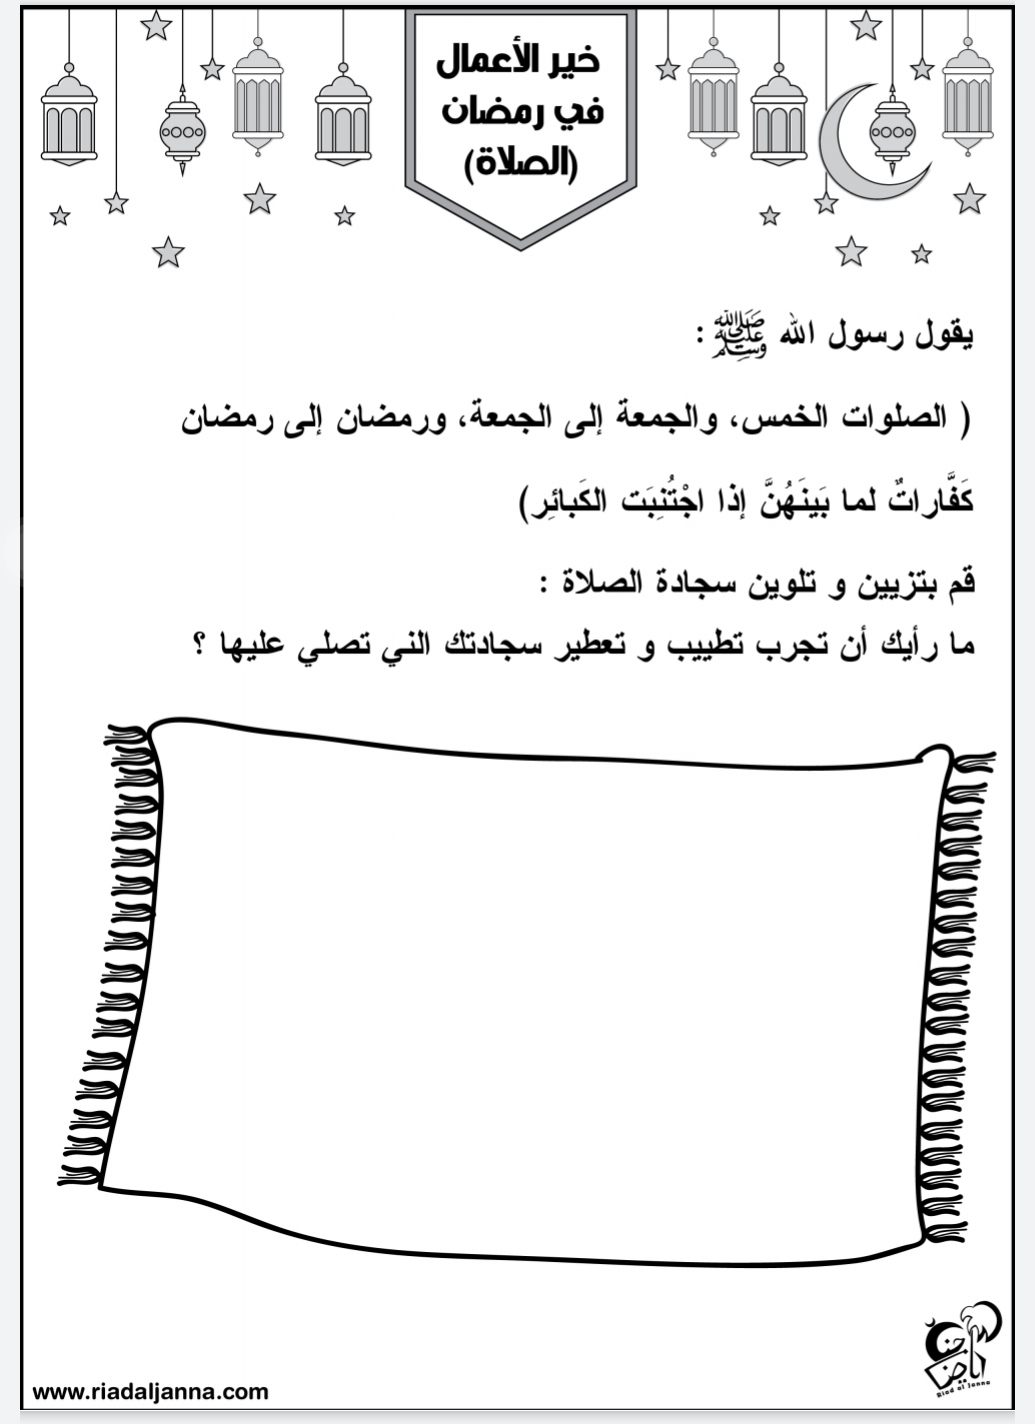 خير الأعمال
في رمضان
(الصلاة)
يقول رسول الله ﷺ :
( الصلوات الخمس، والجمعة إلى الجمعة، ورمضان إلى رمضان
كَفَّاراتٌ لما بَينَهُنَّ إذا اجْتُنِبَت الكَبائِر)
قم بتزيين و تلوين سجادة الصلاة :
ما رأيك أن تجرب تطييب و تعطير سجادتك التي تصلي عليها ؟
رياض جنة
Riad al janna
www.riadaljanna.com